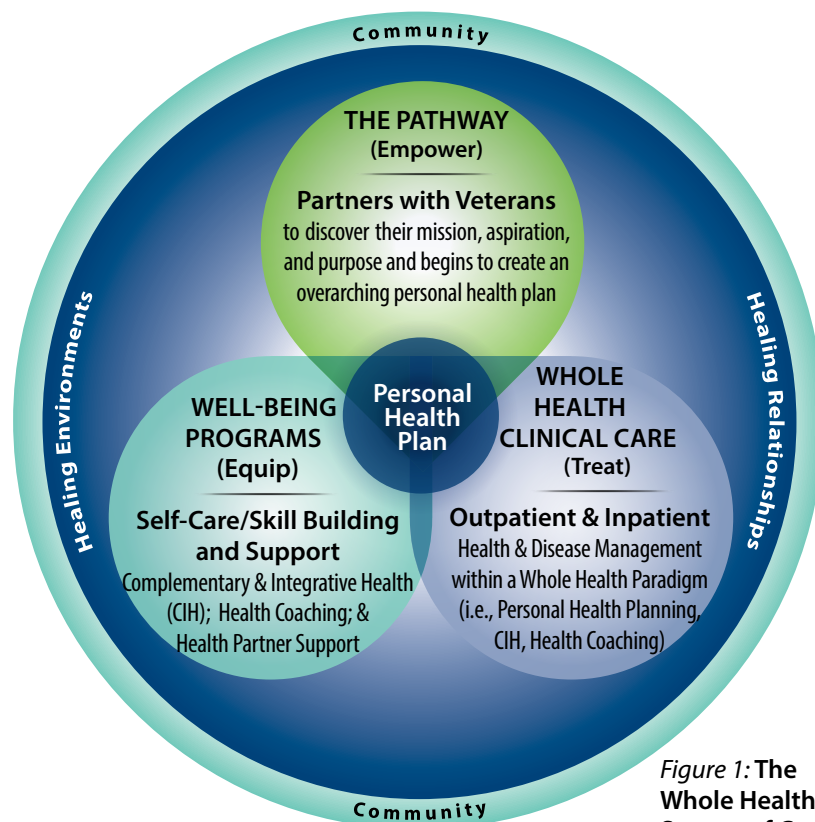 Community
THE PATHWAY
(Empower)
Partners with Veterans
to discover their mission, aspiration,
and purpose and begins to create an
overarching personal health plan
Healing Environments
Healing Relationships
Personal
Health
Plan
WELL-BEING
PROGRAMS
(Equip)
Self-Care/Skill Building
and Support
Complementary & Integrative Health
(CIH); Health Coaching; &
Health Partner Support
WHOLE
HEALTH
CLINICAL CARE
(Treat)
Outpatient & Inpatient
Health & Disease Management
within a Whole Health Paradigm
(i.e., Personal Health Planning,
CIH, Health Coaching)
Community
Figure 1: The
Whole Health